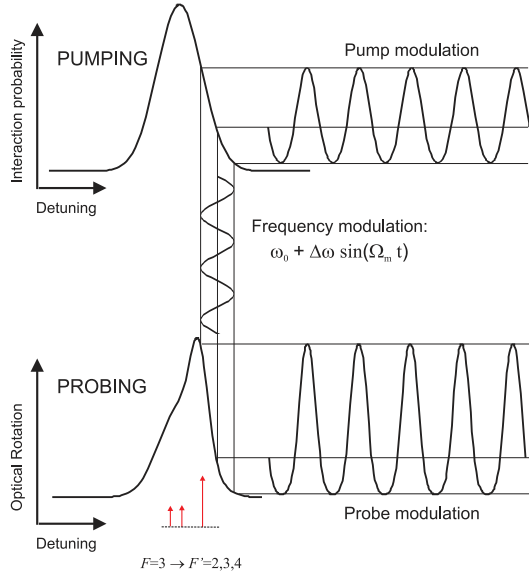 Interaction probability
PUMPING
Pump modulation
Detuning
Frequency modulation:
ω₀ + Δω sin(Ωₘ t)
Optical Rotation
PROBING
Probe modulation
Detuning
F=3 → F'=2,3,4